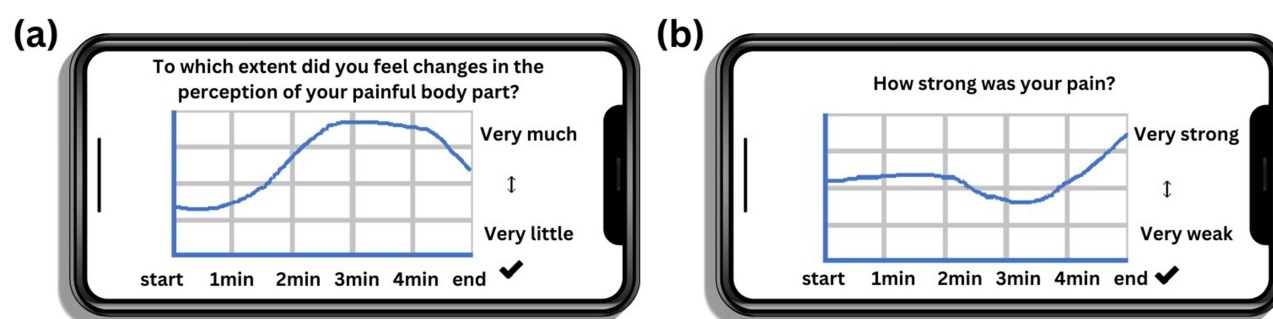 (a)
To which extent did you feel changes in the
perception of your painful body part?
Very much
↕
Very little
start 1min 2min 3min 4min end ✔
(b)
How strong was your pain?
Very strong
↕
Very weak
start 1min 2min 3min 4min end ✔